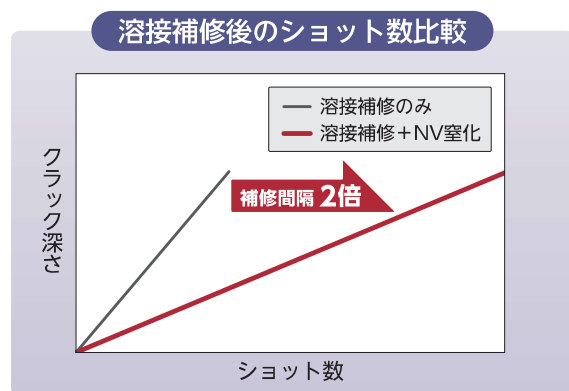 溶接補修後のショット数比較
溶接補修のみ
溶接補修＋NV窒化
補修間隔 2倍
クラック深さ
ショット数